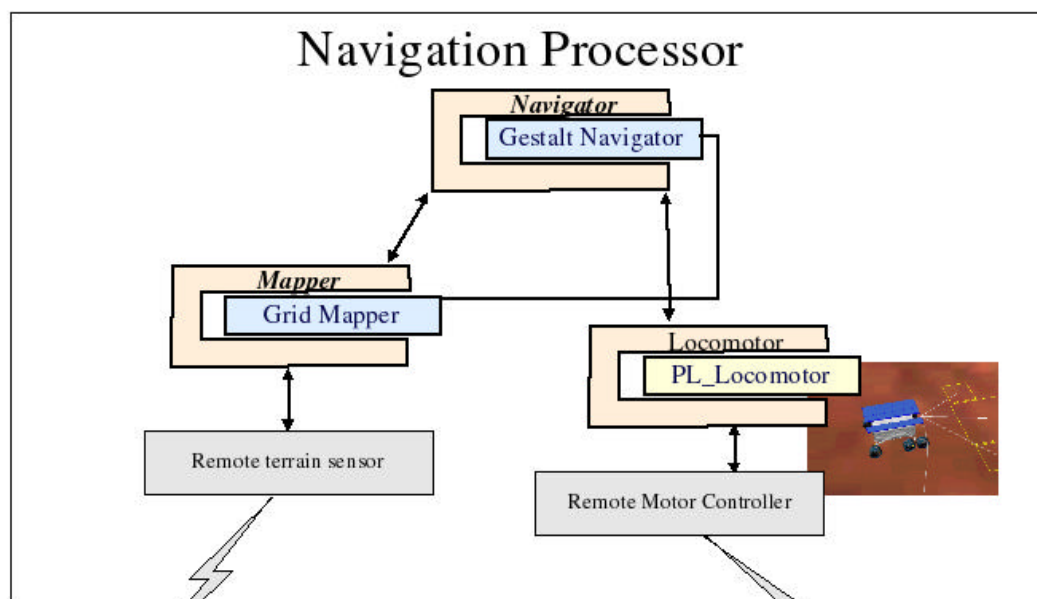 Navigation Processor
Navigator
Gestalt Navigator
Mapper
Grid Mapper
Locomotor
PL_Locomotor
Remote terrain sensor
Remote Motor Controller